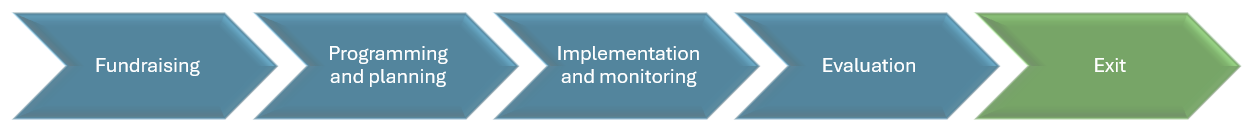 Fundraising
Programming
and planning
Implementation
and monitoring
Evaluation
Exit